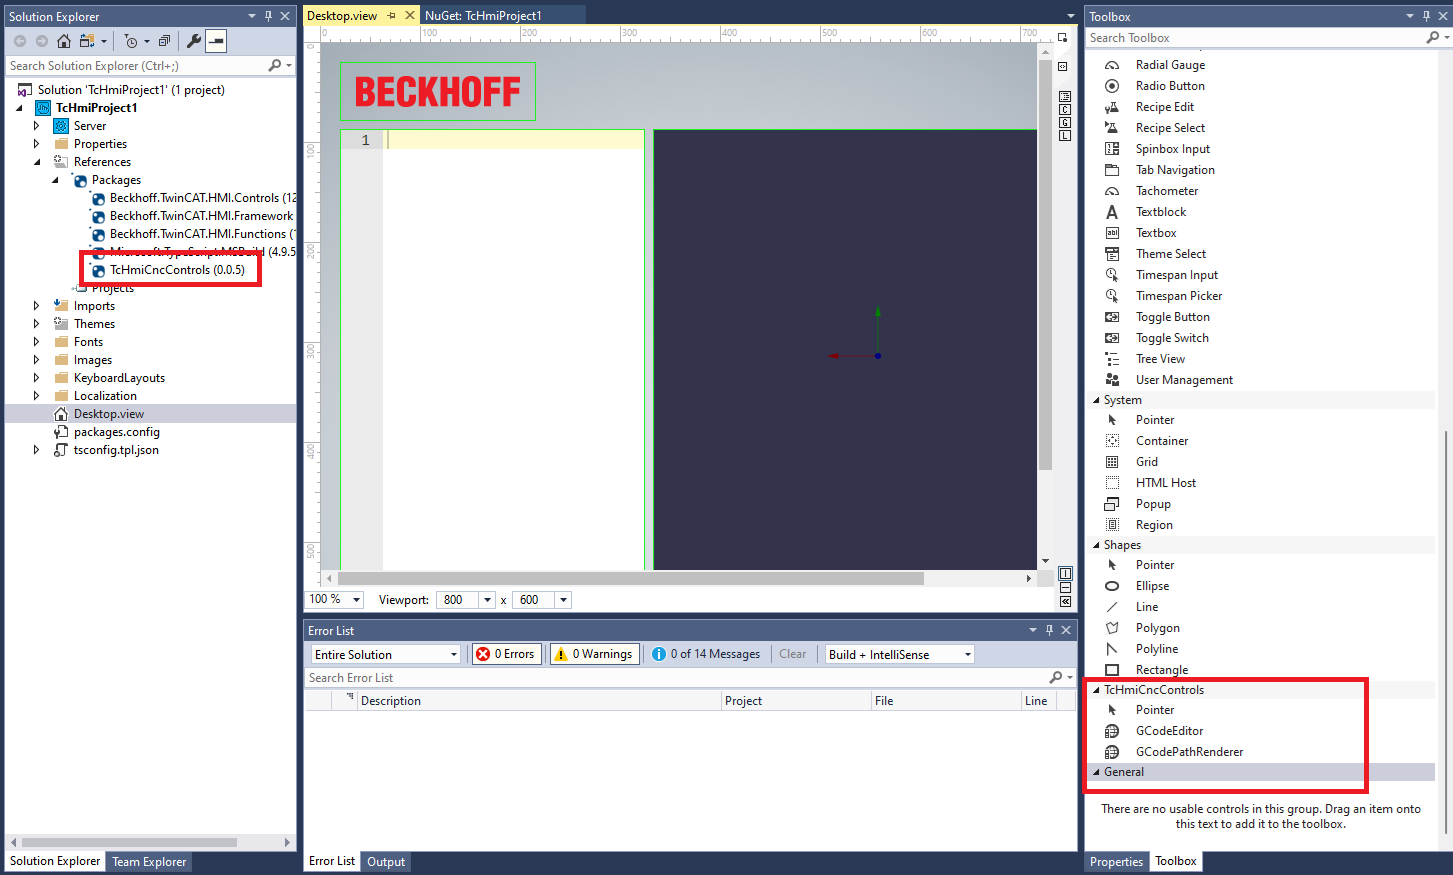 Solution Explorer
Search Solution Explorer (Ctrl+;)
Solution 'TcHmiProject1' (1 project)
TcHmiProject1
Server
Properties
References
Packages
Beckhoff.TwinCAT.HMI.Controls (12
Beckhoff.TwinCAT.HMI.Framework
Beckhoff.TwinCAT.HMI.Functions (1
Microsoft.TypeScript.MSBuild (4.9.5
TcHmiCncControls (0.0.5)
Projects
Imports
Themes
Fonts
Images
KeyboardLayouts
Localization
Desktop.view
packages.config
tsconfig.tpl.json
Solution Explorer
Team Explorer
Desktop.view
NuGet: TcHmiProject1
0 100 200 300 400 500 600 700
0
100
200
300
400
500
BECKHOFF
1
C
G
L
100 %
Viewport:
800
x
600
Error List
Entire Solution
0 Errors
0 Warnings
0 of 14 Messages
Clear
Build + IntelliSense
Search Error List
Description
Project
File
Line
Error List
Output
Toolbox
Search Toolbox
Radial Gauge
Radio Button
Recipe Edit
Recipe Select
Spinbox Input
Tab Navigation
Tachometer
Textblock
Textbox
Theme Select
Timespan Input
Timespan Picker
Toggle Button
Toggle Switch
Tree View
User Management
System
Pointer
Container
Grid
HTML Host
Popup
Region
Shapes
Pointer
Ellipse
Line
Polygon
Polyline
Rectangle
TcHmiCncControls
Pointer
GCodeEditor
GCodePathRenderer
General
There are no usable controls in this group. Drag an item onto
this text to add it to the toolbox.
Properties
Toolbox